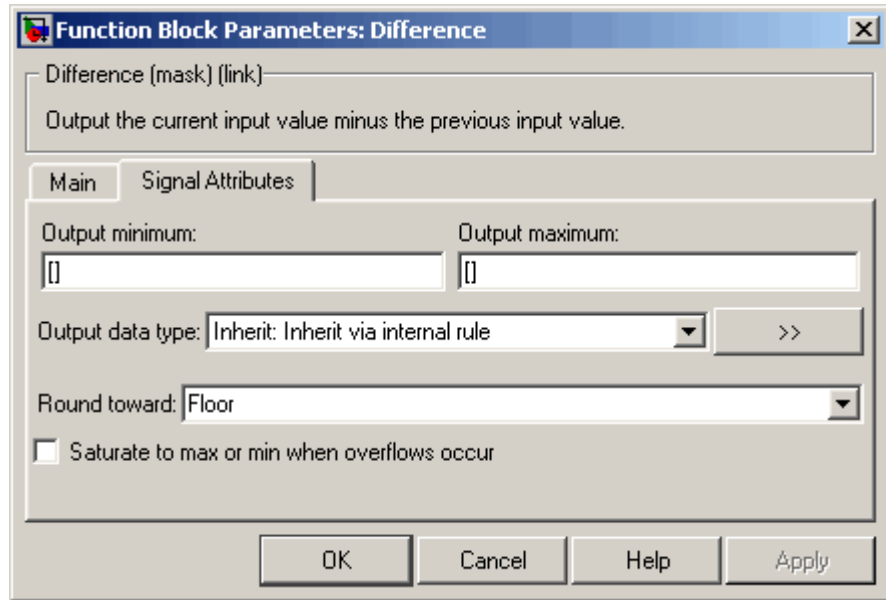 Function Block Parameters: Difference
Difference (mask) (link)
Output the current input value minus the previous input value.
Main Signal Attributes
Output minimum: Output maximum:
[] []
Output data type: Inherit: Inherit via internal rule >>
Round toward: Floor
Saturate to max or min when overflows occur
OK Cancel Help Apply